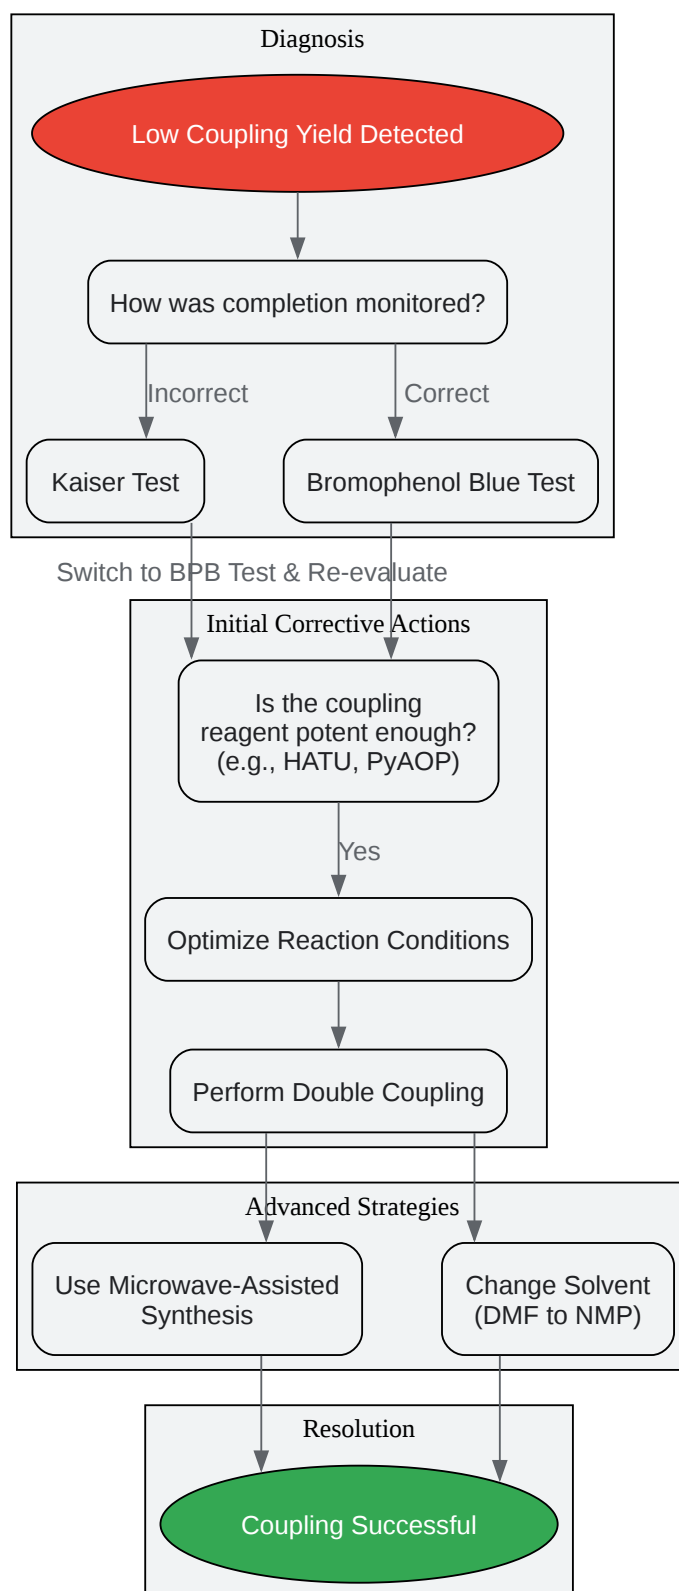 Diagnosis
Low Coupling Yield Detected
How was completion monitored?
Incorrect
Correct
Kaiser Test
Bromophenol Blue Test
Switch to BPB Test & Re-evaluate
Initial Corrective Actions
Is the coupling
reagent potent enough?
(e.g., HATU, PyAOP)
Yes
Optimize Reaction Conditions
Perform Double Coupling
Advanced Strategies
Use Microwave-Assisted
Synthesis
Change Solvent
(DMF to NMP)
Resolution
Coupling Successful